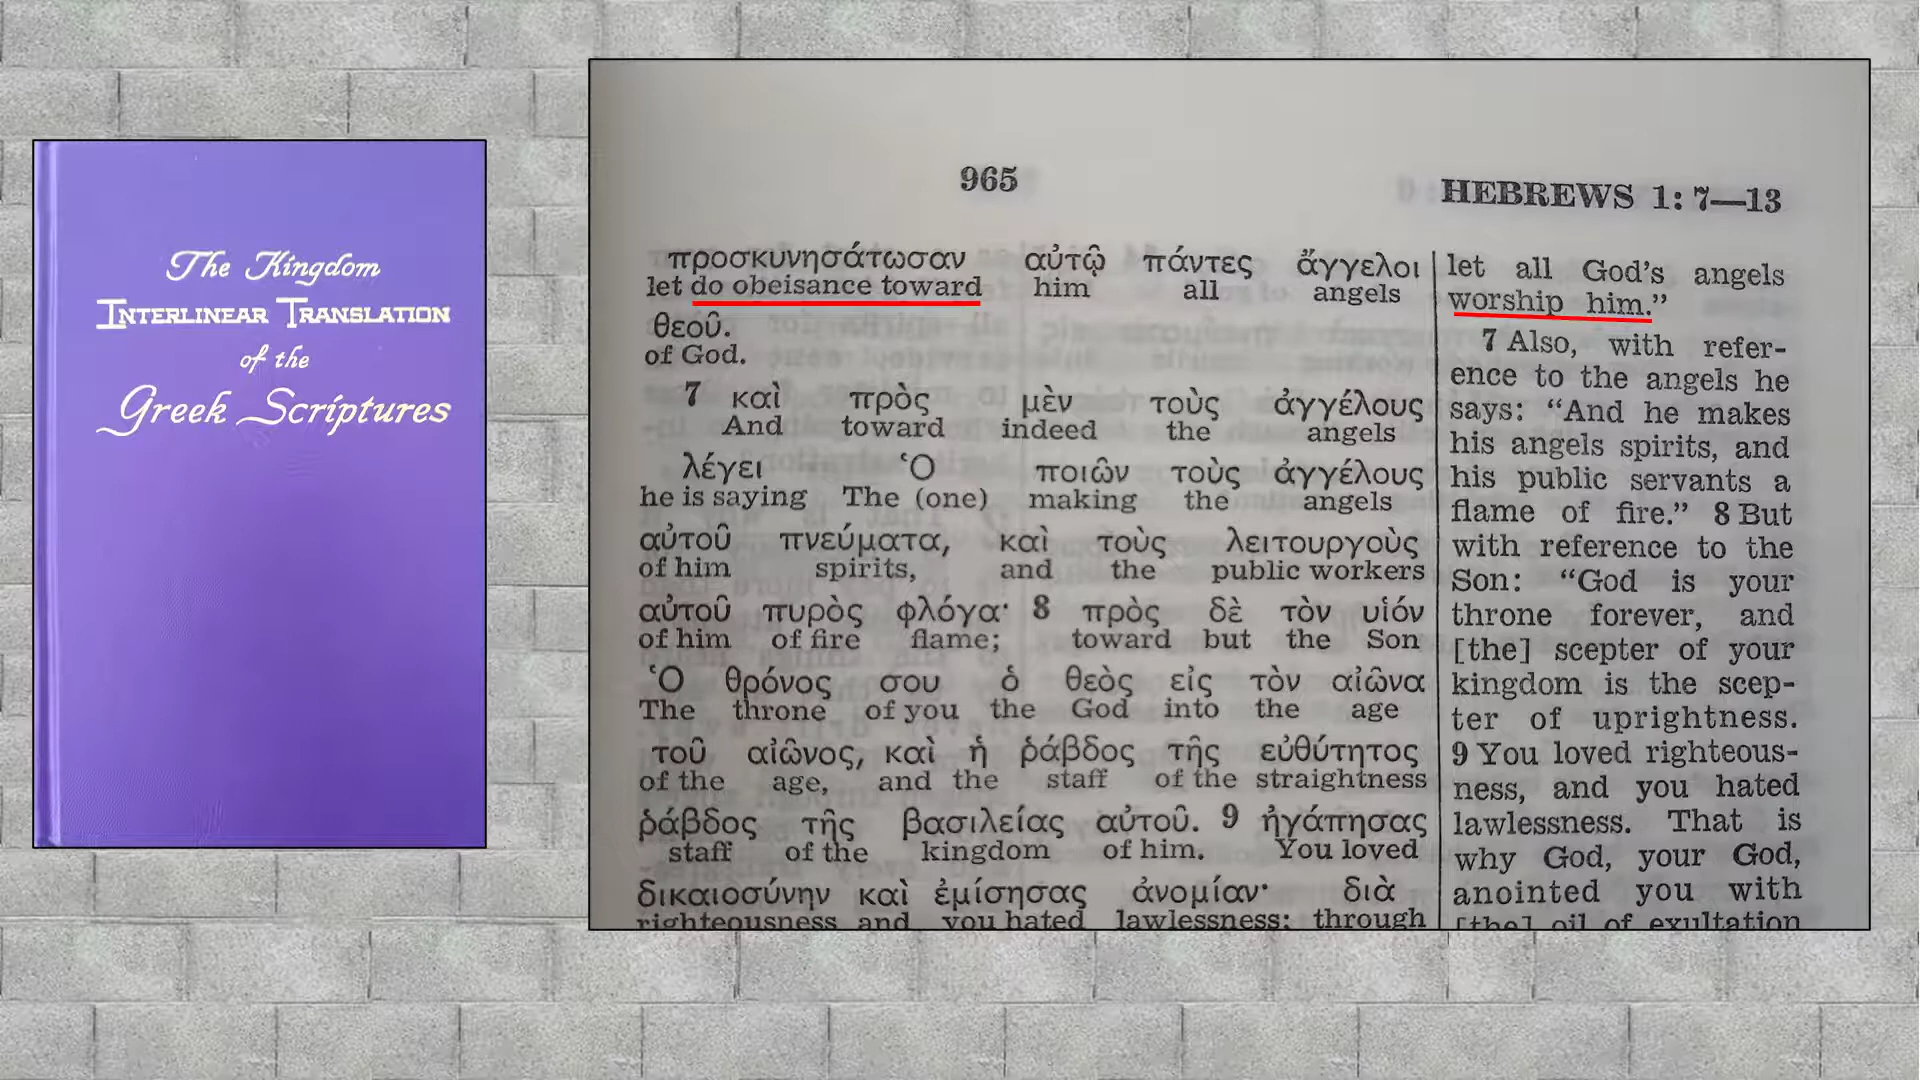 The Kingdom
INTERLINEAR TRANSLATION
of the
Greek Scriptures
965
HEBREWS 1: 7—13
προσκυνησάτωσαν αὐτῷ πάντες ἄγγελοι
let do obeisance toward him all angels
θεοῦ.
of God.
7 καὶ πρὸς μὲν τοὺς ἀγγέλους
And toward indeed the angels
λέγει Ὁ ποιῶν τοὺς ἀγγέλους
he is saying The (one) making the angels
αὐτοῦ πνεύματα, καὶ τοὺς λειτουργοὺς
of him spirits, and the public workers
αὐτοῦ πυρὸς φλόγα· 8 πρὸς δὲ τὸν υἱόν
of him of fire flame; toward but the Son
Ὁ θρόνος σου ὁ θεὸς εἰς τὸν αἰῶνα
The throne of you the God into the age
τοῦ αἰῶνος, καὶ ἡ ῥάβδος τῆς εὐθύτητος
of the age, and the staff of the straightness
ῥάβδος τῆς βασιλείας αὐτοῦ. 9 ἠγάπησας
staff of the kingdom of him. You loved
δικαιοσύνην καὶ ἐμίσησας ἀνομίαν· διὰ
righteousness and you hated lawlessness; through
let all God's angels
worship him."
7 Also, with refer-
ence to the angels he
says: "And he makes
his angels spirits, and
his public servants a
flame of fire." 8 But
with reference to the
Son: "God is your
throne forever, and
[the] scepter of your
kingdom is the scep-
ter of uprightness.
9 You loved righteous-
ness, and you hated
lawlessness. That is
why God, your God,
anointed you with
[the] oil of exultation